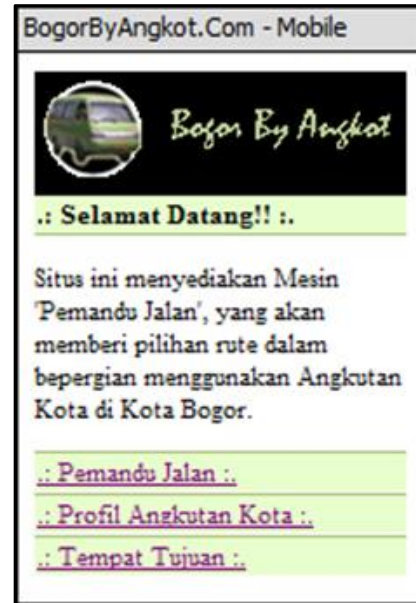 BogorByAngkot.Com - Mobile
Bogor By Angkot
.: Selamat Datang!! :.
Situs ini menyediakan Mesin
'Pemandu Jalan', yang akan
memberi pilihan rute dalam
bepergian menggunakan Angkutan
Kota di Kota Bogor.
.: Pemandu Jalan :.
.: Profil Angkutan Kota :.
.: Tempat Tujuan :.